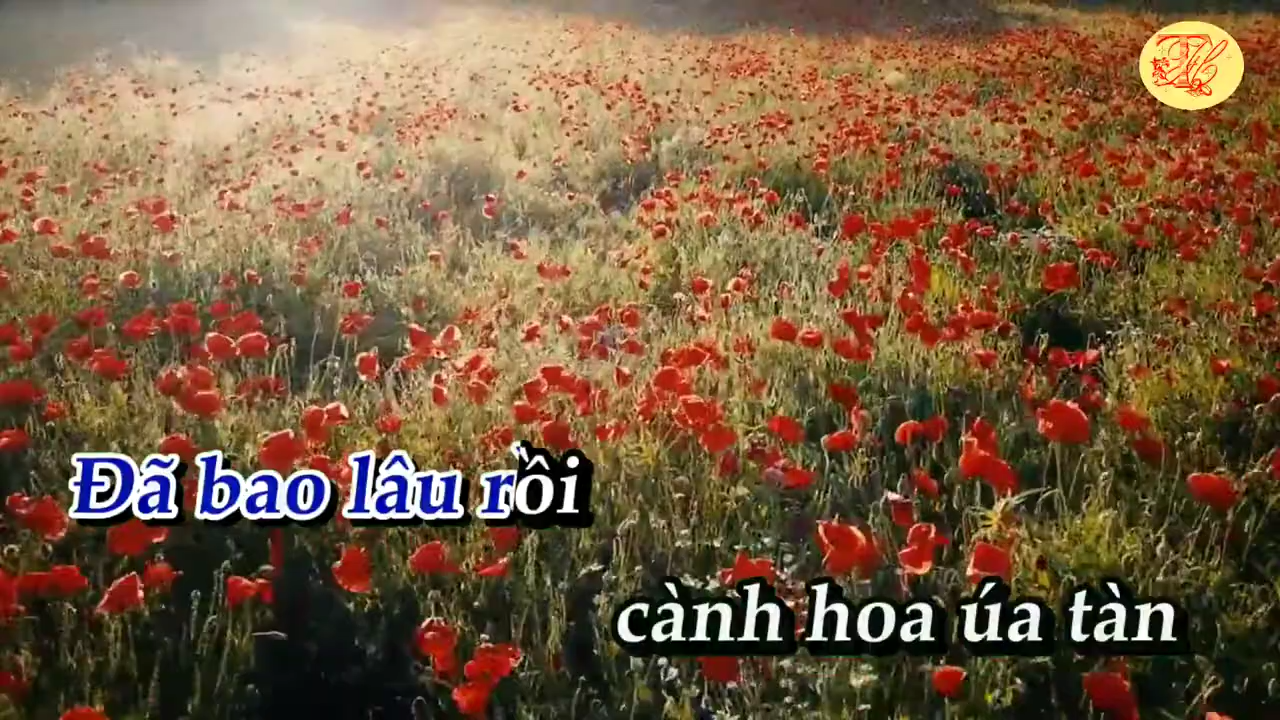 Đã bao lâu rồi
cành hoa úa tàn